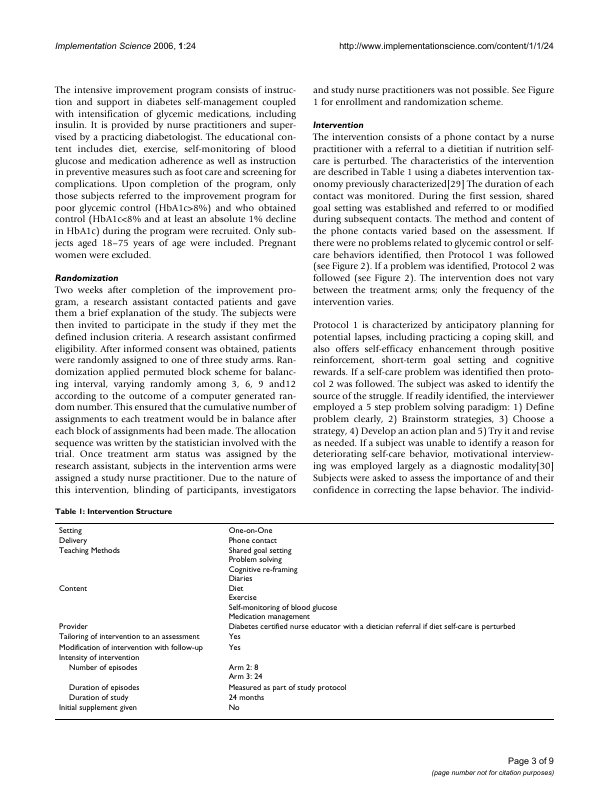 Implementation Science 2006, 1:24
http://www.implementationscience.com/content/1/1/24
The intensive improvement program consists of instruc-
tion and support in diabetes self-management coupled
with intensification of glycemic medications, including
insulin. It is provided by nurse practitioners and super-
vised by a practicing diabetologist. The educational con-
tent includes diet, exercise, self-monitoring of blood
glucose and medication adherence as well as instruction
in preventive measures such as foot care and screening for
complications. Upon completion of the program, only
those subjects referred to the improvement program for
poor glycemic control (HbA1c>8%) and who obtained
control (HbA1c<8% and at least an absolute 1% decline
in HbA1c) during the program were recruited. Only sub-
jects aged 18–75 years of age were included. Pregnant
women were excluded.
Randomization
Two weeks after completion of the improvement pro-
gram, a research assistant contacted patients and gave
them a brief explanation of the study. The subjects were
then invited to participate in the study if they met the
defined inclusion criteria. A research assistant confirmed
eligibility. After informed consent was obtained, patients
were randomly assigned to one of three study arms. Ran-
domization applied permuted block scheme for balanc-
ing interval, varying randomly among 3, 6, 9 and12
according to the outcome of a computer generated ran-
dom number. This ensured that the cumulative number of
assignments to each treatment would be in balance after
each block of assignments had been made. The allocation
sequence was written by the statistician involved with the
trial. Once treatment arm status was assigned by the
research assistant, subjects in the intervention arms were
assigned a study nurse practitioner. Due to the nature of
this intervention, blinding of participants, investigators
and study nurse practitioners was not possible. See Figure
1 for enrollment and randomization scheme.
Intervention
The intervention consists of a phone contact by a nurse
practitioner with a referral to a dietitian if nutrition self-
care is perturbed. The characteristics of the intervention
are described in Table 1 using a diabetes intervention tax-
onomy previously characterized[29] The duration of each
contact was monitored. During the first session, shared
goal setting was established and referred to or modified
during subsequent contacts. The method and content of
the phone contacts varied based on the assessment. If
there were no problems related to glycemic control or self-
care behaviors identified, then Protocol 1 was followed
(see Figure 2). If a problem was identified, Protocol 2 was
followed (see Figure 2). The intervention does not vary
between the treatment arms; only the frequency of the
intervention varies.
Protocol 1 is characterized by anticipatory planning for
potential lapses, including practicing a coping skill, and
also offers self-efficacy enhancement through positive
reinforcement, short-term goal setting and cognitive
rewards. If a self-care problem was identified then proto-
col 2 was followed. The subject was asked to identify the
source of the struggle. If readily identified, the interviewer
employed a 5 step problem solving paradigm: 1) Define
problem clearly, 2) Brainstorm strategies, 3) Choose a
strategy, 4) Develop an action plan and 5) Try it and revise
as needed. If a subject was unable to identify a reason for
deteriorating self-care behavior, motivational interview-
ing was employed largely as a diagnostic modality[30]
Subjects were asked to assess the importance of and their
confidence in correcting the lapse behavior. The individ-
Table 1: Intervention Structure
Setting One-on-One
Delivery Phone contact
Teaching Methods Shared goal setting
Problem solving
Cognitive re-framing
Diaries
Content Diet
Exercise
Self-monitoring of blood glucose
Medication management
Provider Diabetes certified nurse educator with a dietician referral if diet self-care is perturbed
Tailoring of intervention to an assessment Yes
Modification of intervention with follow-up Yes
Intensity of intervention
Number of episodes Arm 2: 8
Arm 3: 24
Duration of episodes Measured as part of study protocol
Duration of study 24 months
Initial supplement given No
Page 3 of 9
(page number not for citation purposes)